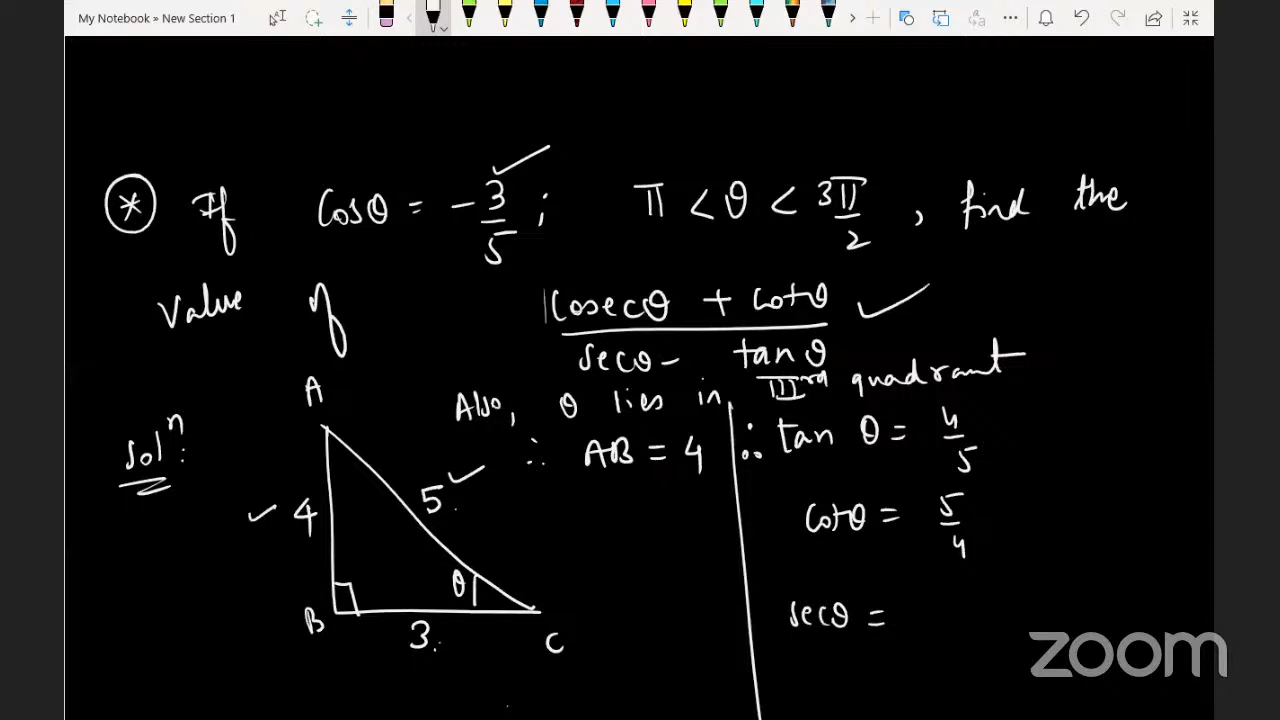 My Notebook » New Section 1
If cosθ = -3/5 ; π < θ < 3π/2 , find the
value of (cosecθ + cotθ)/(secθ - tanθ)
Also, θ lies in IIIrd quadrant
Solⁿ:
A
∴ AB = 4
∴ tan θ = 4/5
4
5
cotθ = 5/4
θ
B
3
C
secθ =
zoom